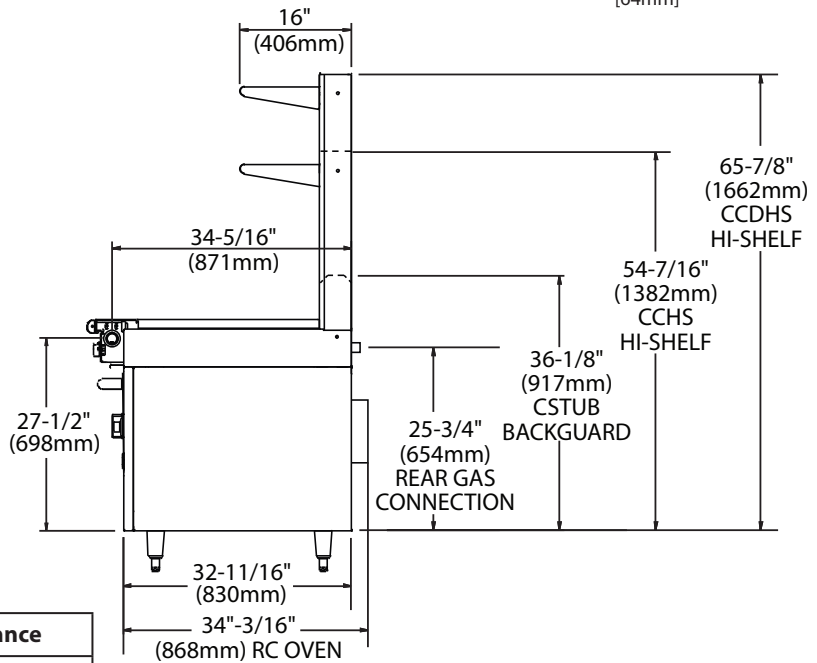 [64mm]
16"
(406mm)
65-7/8"
(1662mm)
CCDHS
HI-SHELF
34-5/16"
(871mm)
54-7/16"
(1382mm)
CCHS
HI-SHELF
36-1/8"
(917mm)
CSTUB
BACKGUARD
27-1/2"
(698mm)
25-3/4"
(654mm)
REAR GAS
CONNECTION
32-11/16"
(830mm)
34"-3/16"
(868mm) RC OVEN